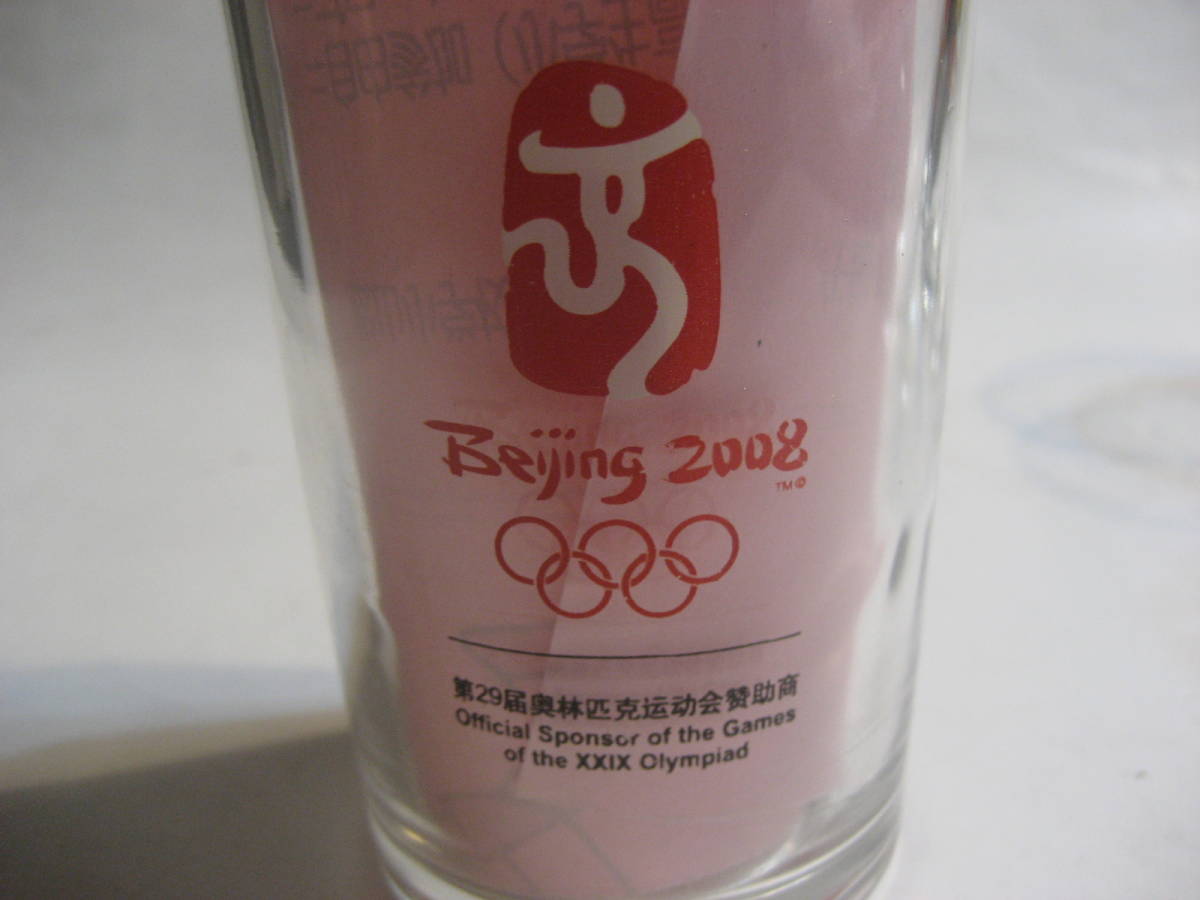 Beijing 2008
TM©
第29届奥林匹克运动会赞助商
Official Sponsor of the Games
of the XXIX Olympiad